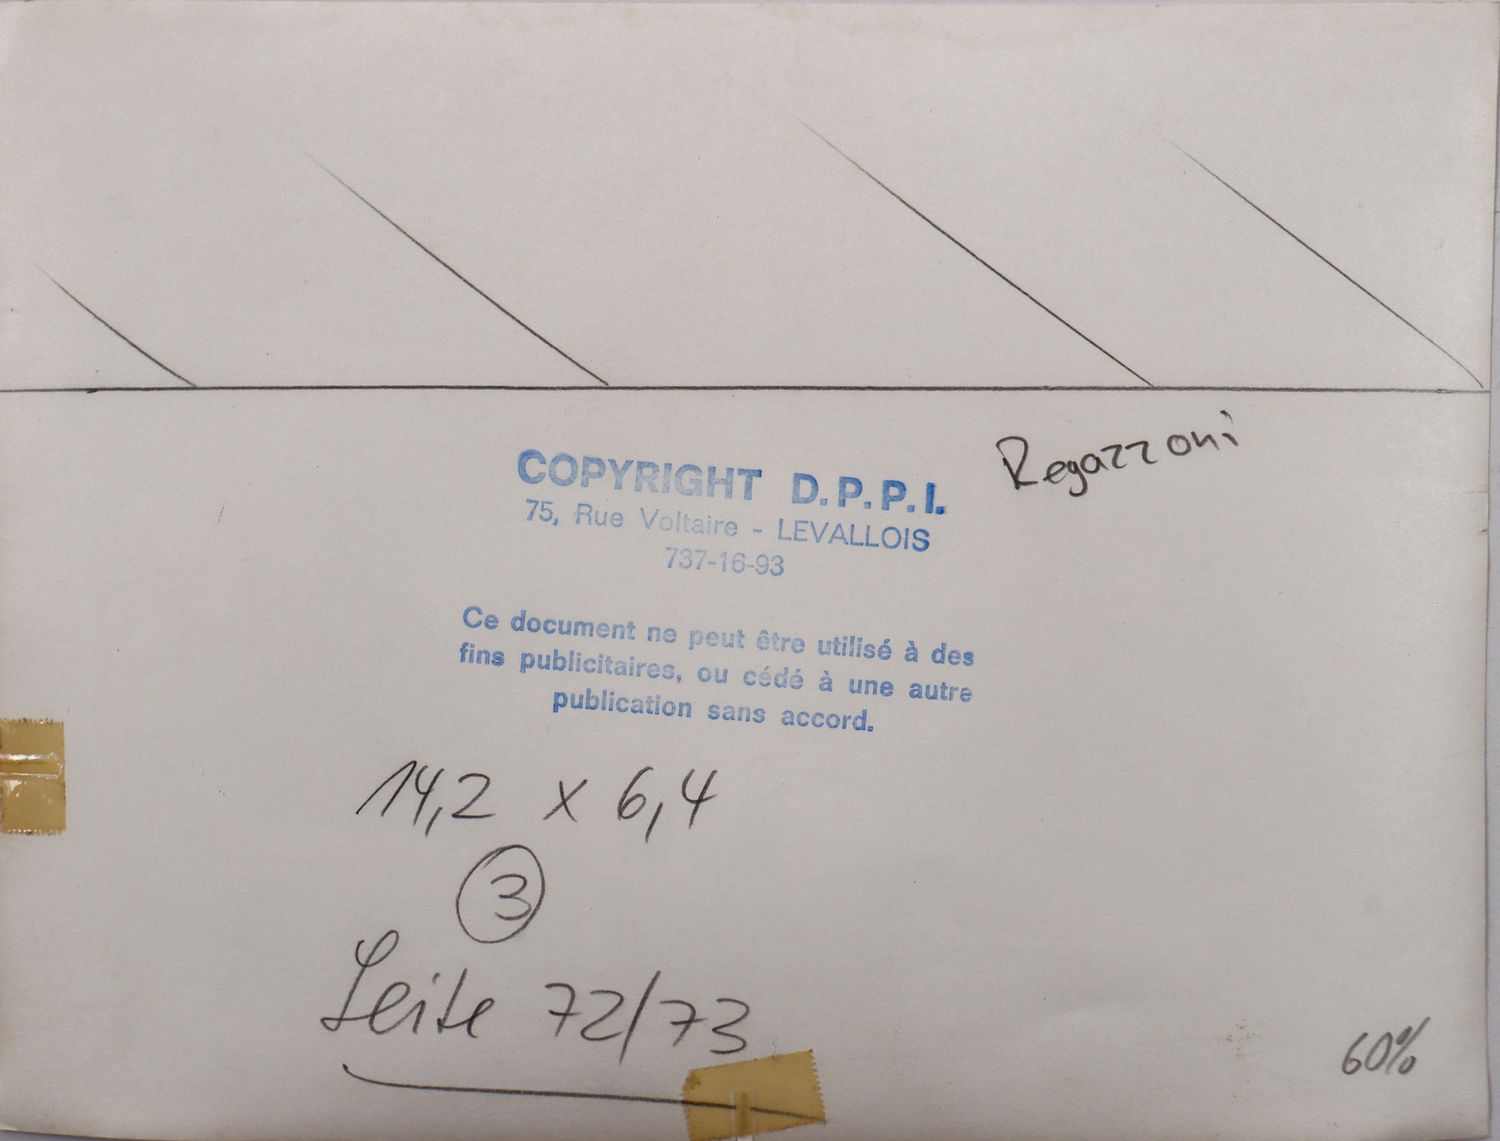 Regazzoni
COPYRIGHT D.P.P.I.
75, Rue Voltaire - LEVALLOIS
737-16-93
Ce document ne peut être utilisé à des
fins publicitaires, ou cédé à une autre
publication sans accord.
14,2 x 6,4
3
Seite 72/73
60%